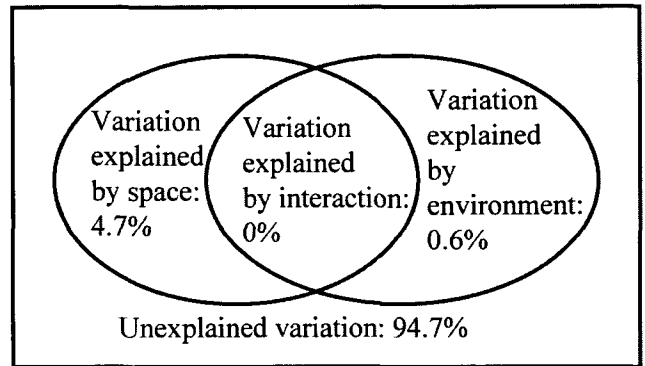 Variation
explained
by space:
4.7%
Variation
explained
by interaction:
0%
Variation
explained
by
environment:
0.6%
Unexplained variation: 94.7%